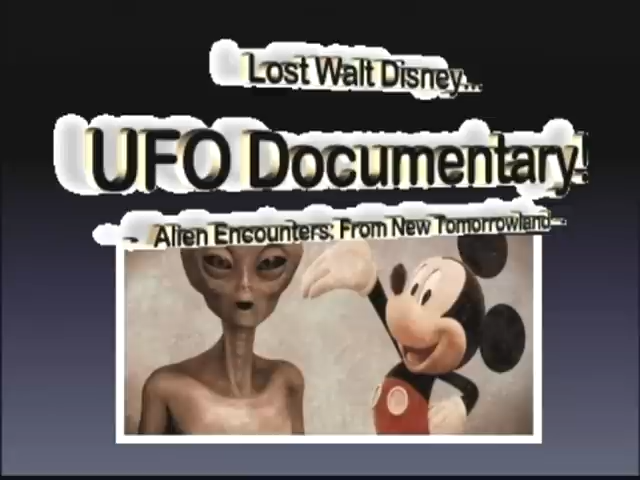 Lost Walt Disney...
UFO Documentary!
- Alien Encounters: From New Tomorrowland -